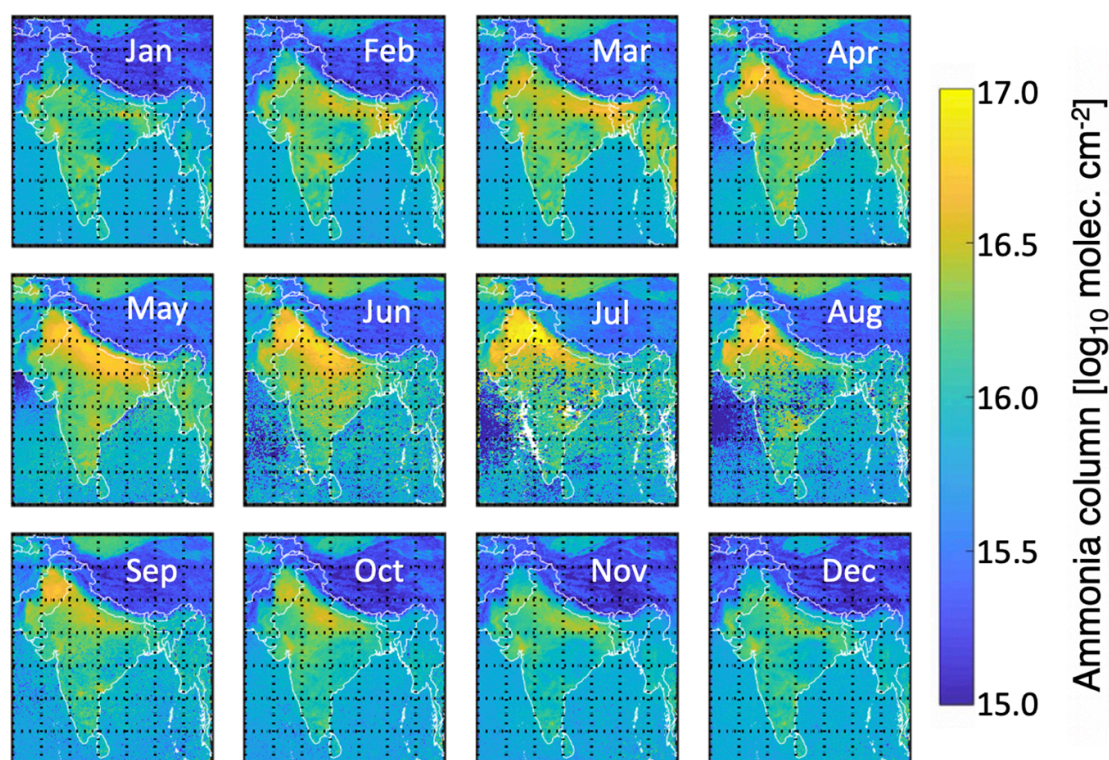 Jan
Feb
Mar
Apr
May
Jun
Jul
Aug
Sep
Oct
Nov
Dec
17.0
16.5
16.0
15.5
15.0
Ammonia column [log₁₀ molec. cm⁻²]